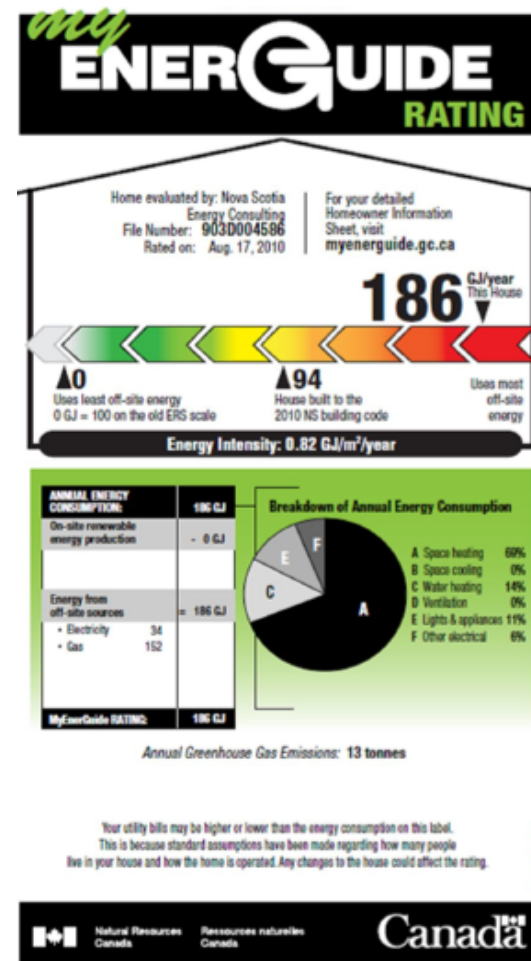 my
ENERGUIDE
RATING
Home evaluated by: Nova Scotia
Energy Consulting
File Number: 903D004586
Rated on: Aug. 17, 2010
For your detailed
Homeowner Information
Sheet, visit
myenerguide.gc.ca
186 GJ/year
This House
0
Uses least off-site energy
0 GJ = 100 on the old ERS scale
94
House built to the
2010 NS building code
Uses most
off-site
energy
Energy Intensity: 0.82 GJ/m²/year
ANNUAL ENERGY
CONSUMPTION: 186 GJ
On-site renewable
energy production - 0 GJ
Energy from
off-site sources = 186 GJ
• Electricity 34
• Gas 152
MyEnerGuide RATING: 186 GJ
Breakdown of Annual Energy Consumption
F
E
C
A
A Space heating 69%
B Space cooling 0%
C Water heating 14%
D Ventilation 0%
E Lights & appliances 11%
F Other electrical 6%
Annual Greenhouse Gas Emissions: 13 tonnes
Your utility bills may be higher or lower than the energy consumption on this label.
This is because standard assumptions have been made regarding how many people
live in your house and how the home is operated. Any changes to the house could affect the rating.
Natural Resources
Canada
Ressources naturelles
Canada
Canada